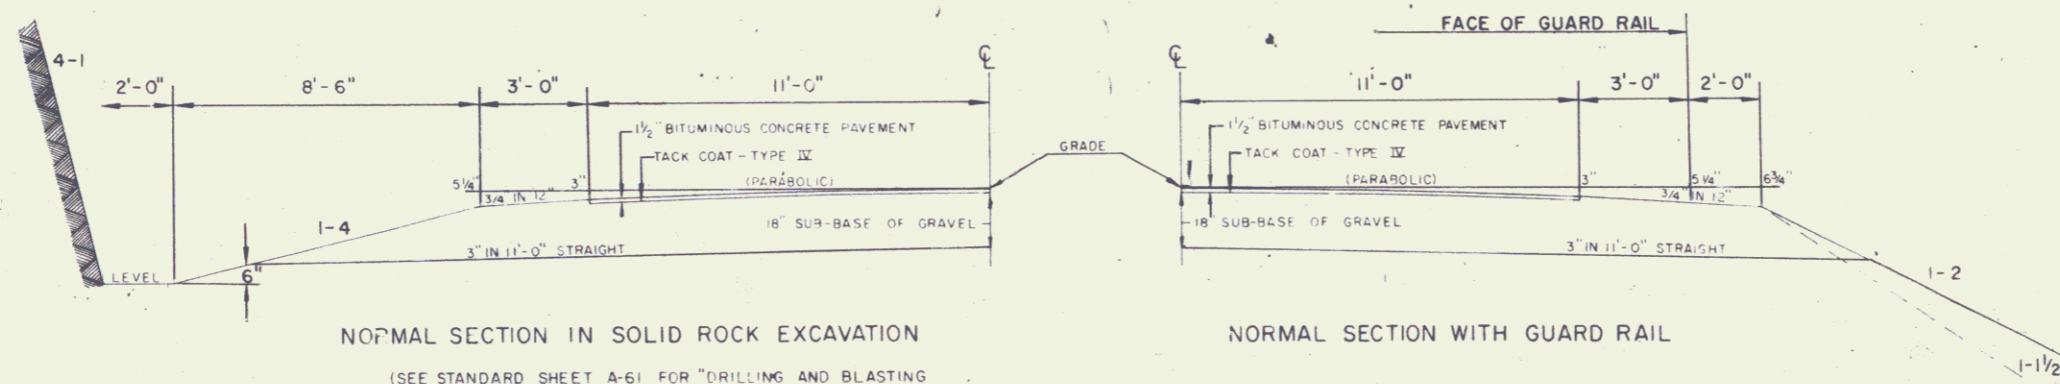 FACE OF GUARD RAIL
4-1
2'-0" 8'-6" 3'-0" 11'-0" ℄
1½" BITUMINOUS CONCRETE PAVEMENT
TACK COAT - TYPE IV
(PARABOLIC)
5¼" 3/4" IN 12" 3"
GRADE
1-4
18" SUB-BASE OF GRAVEL
3" IN 11'-0" STRAIGHT
LEVEL 6"
NORMAL SECTION IN SOLID ROCK EXCAVATION
(SEE STANDARD SHEET A-61 FOR "DRILLING AND BLASTING
℄ 11'-0" 3'-0" 2'-0"
1½" BITUMINOUS CONCRETE PAVEMENT
TACK COAT - TYPE IV
(PARABOLIC)
3" 5¼" 6¾"
3/4" IN 12"
18" SUB-BASE OF GRAVEL
3" IN 11'-0" STRAIGHT
1-2
1-1½
NORMAL SECTION WITH GUARD RAIL